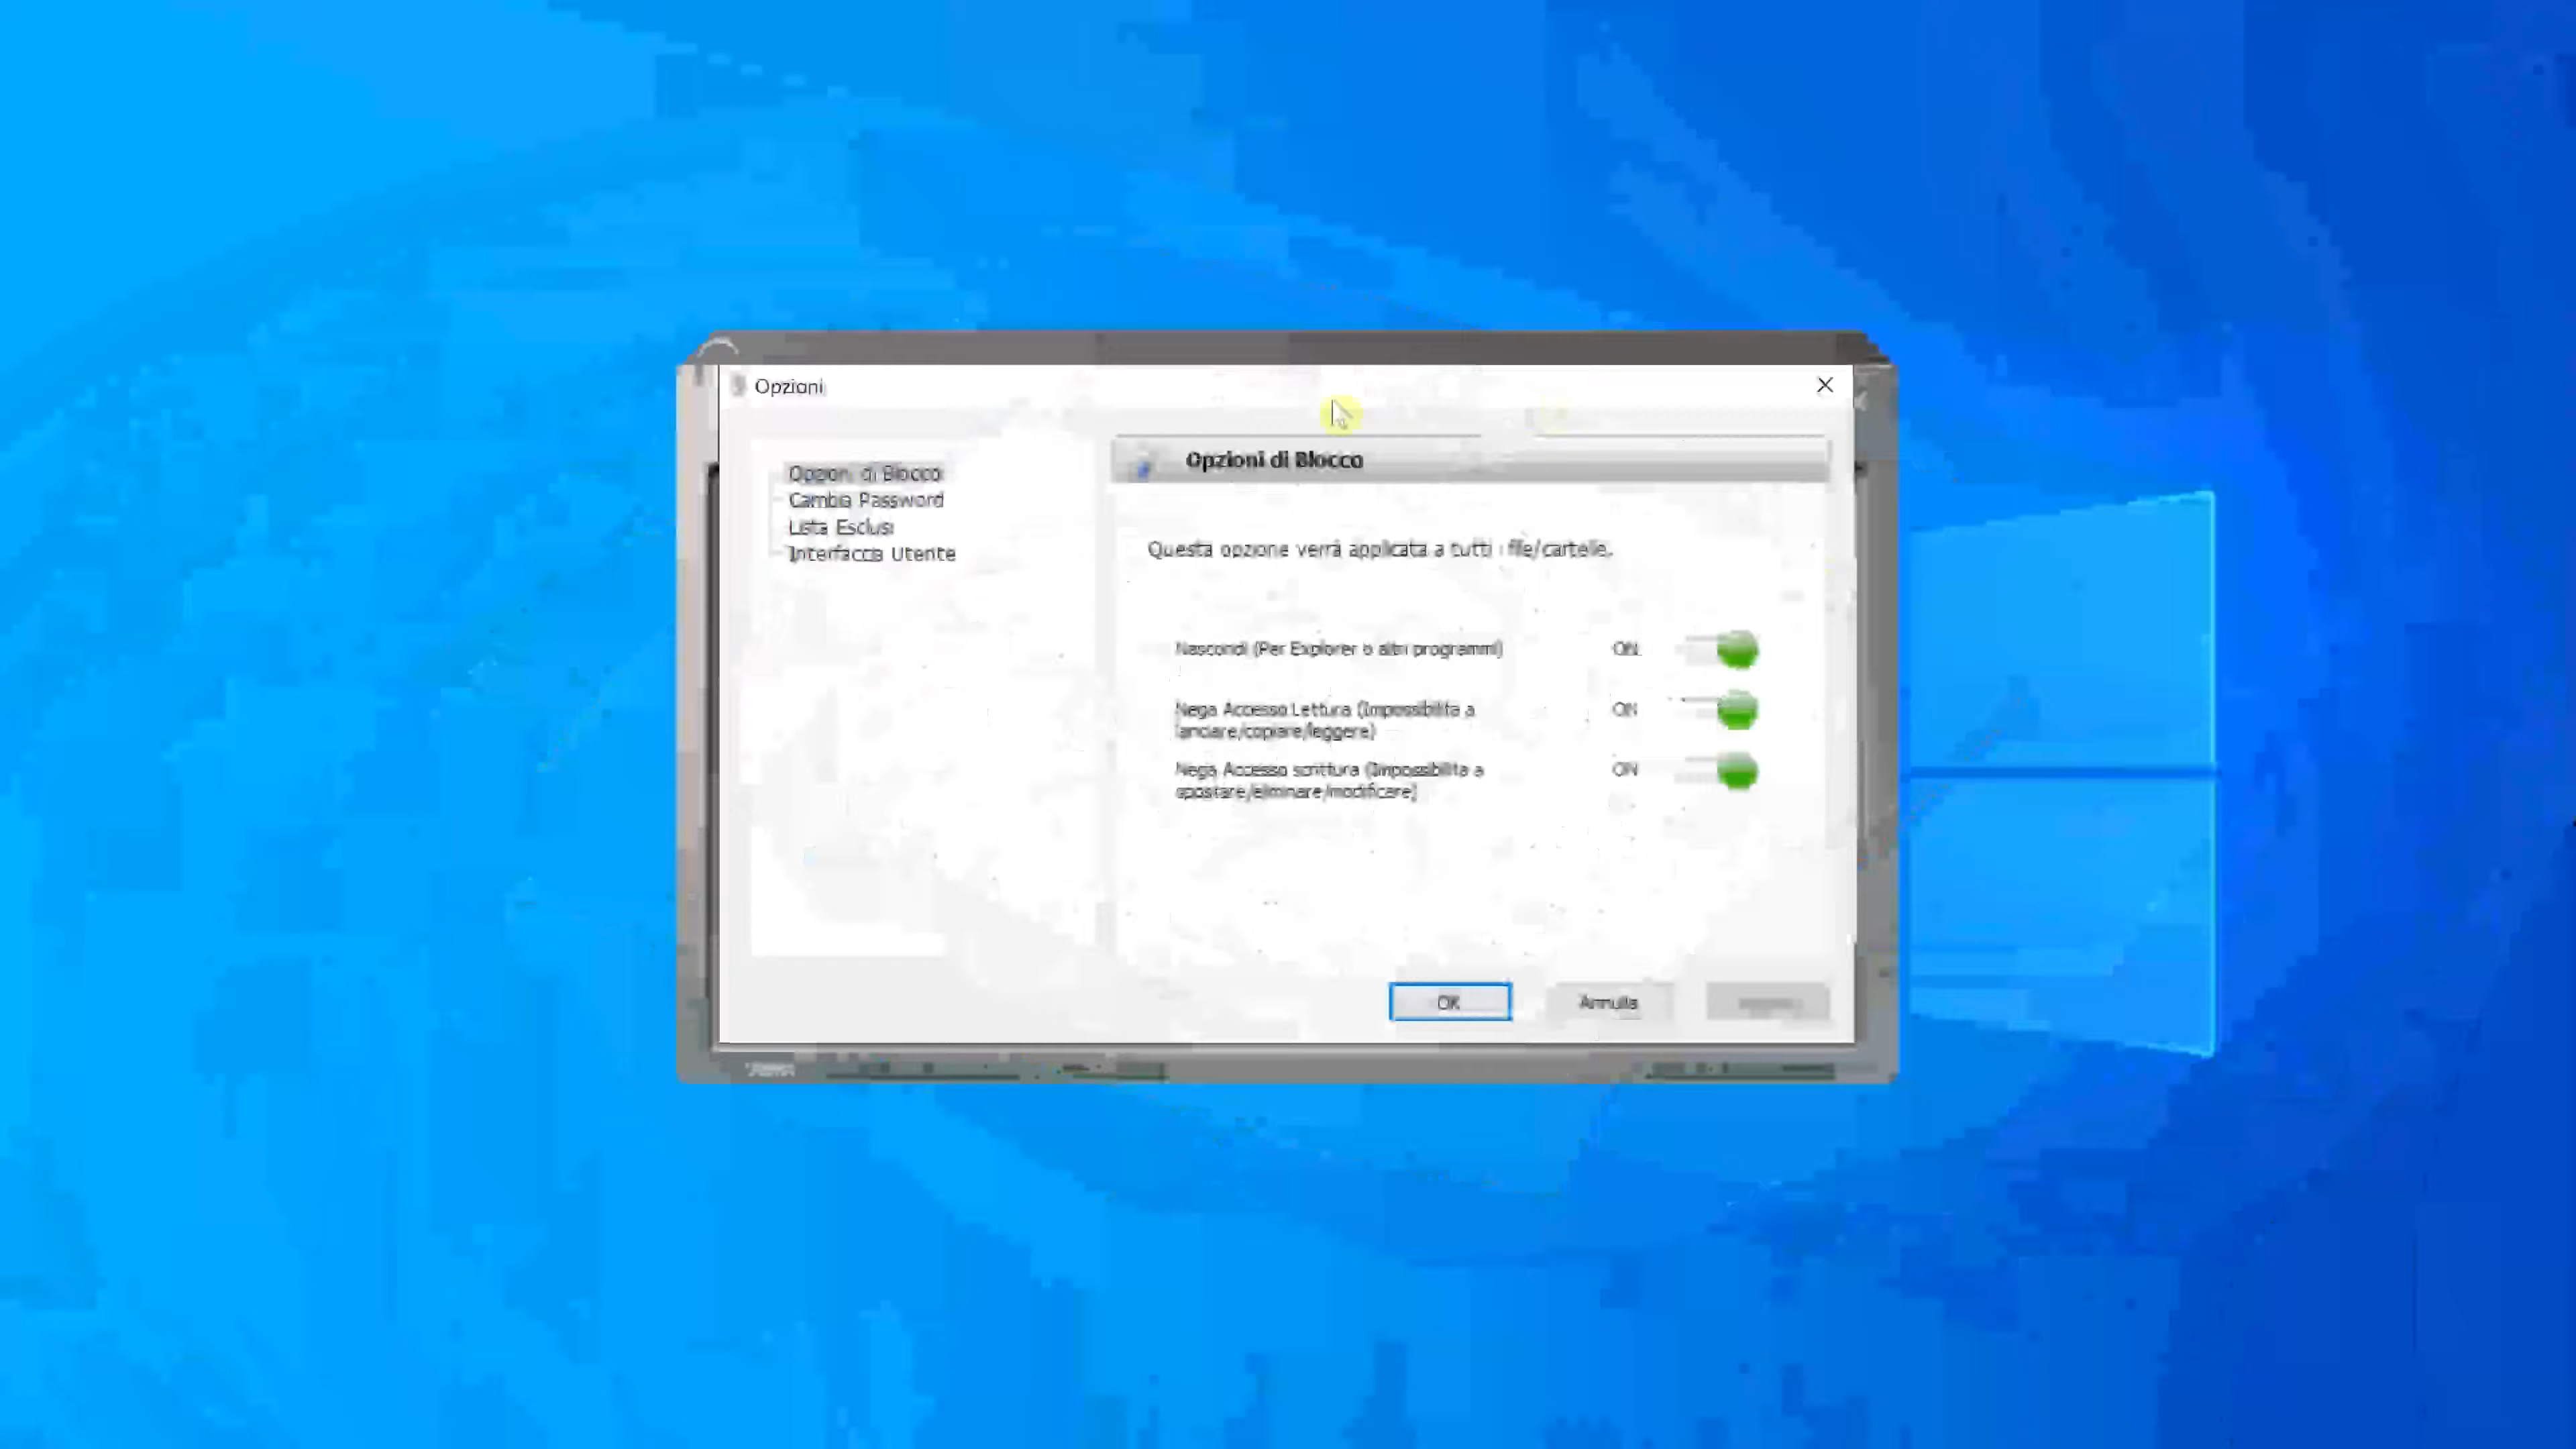 Opzioni
Opzioni di Blocco
Cambia Password
Lista Esclusi
Interfaccia Utente
Opzioni di Blocco
Questa opzione verrà applicata a tutti i file/cartelle.
Nascondi (Per Explorer o altri programmi)
ON
Nega Accesso Lettura (Impossibilita a
lanciare/copiare/leggere)
ON
Nega Accesso scrittura (Impossibilita a
spostare/eliminare/modificare)
ON
OK
Annulla